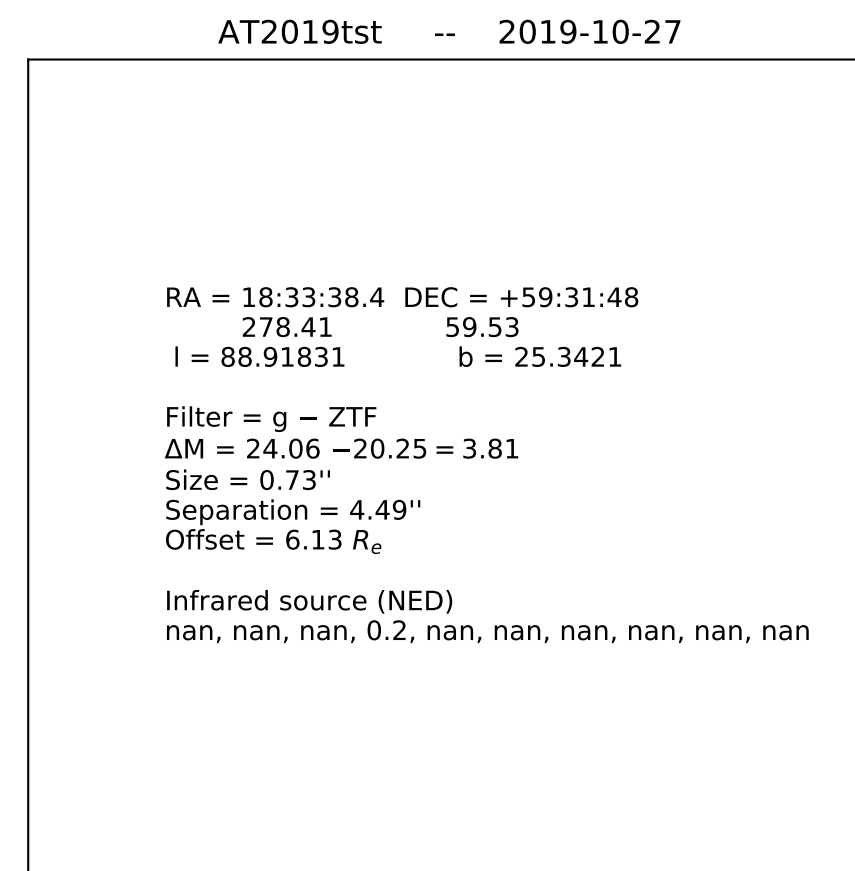 AT2019tst -- 2019-10-27
RA = 18:33:38.4 DEC = +59:31:48
278.41 59.53
l = 88.91831 b = 25.3421
Filter = g − ZTF
ΔM = 24.06 −20.25 = 3.81
Size = 0.73''
Separation = 4.49''
Offset = 6.13 Re
Infrared source (NED)
nan, nan, nan, 0.2, nan, nan, nan, nan, nan, nan